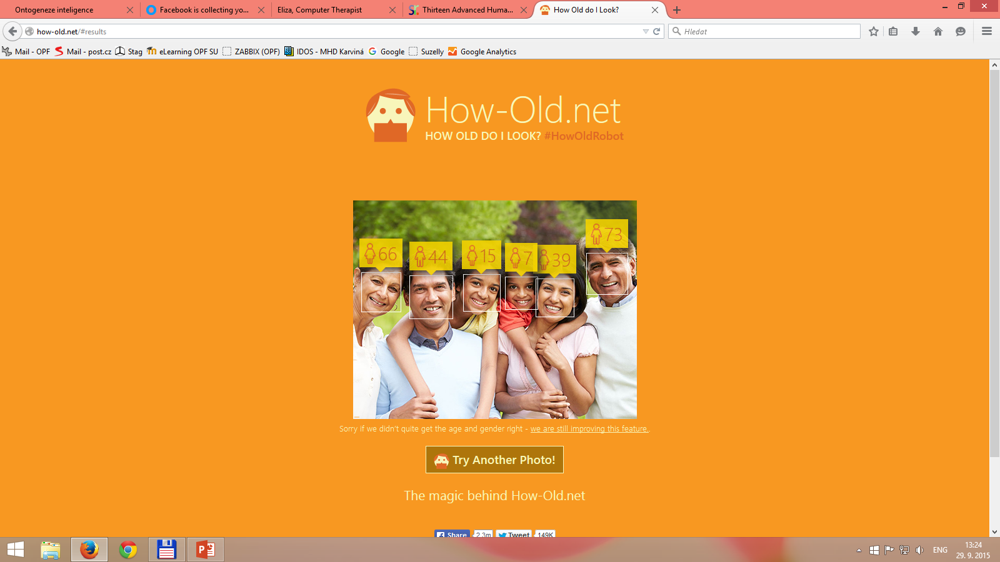 Ontogeneze inteligence
Facebook is collecting yo...
Eliza, Computer Therapist
Thirteen Advanced Huma...
How Old do I Look?
how-old.net/#results
Hledat
Mail - OPF
Mail - post.cz
Stag
eLearning OPF SU
ZABBIX (OPF)
IDOS - MHD Karviná
Google
Suzelly
Google Analytics
How-Old.net
HOW OLD DO I LOOK? #HowOldRobot
66
44
15
7
39
73
Sorry if we didn't quite get the age and gender right - we are still improving this feature.
Try Another Photo!
The magic behind How-Old.net
Share
2.3m
Tweet
149K
ENG
13:24
29. 9. 2015